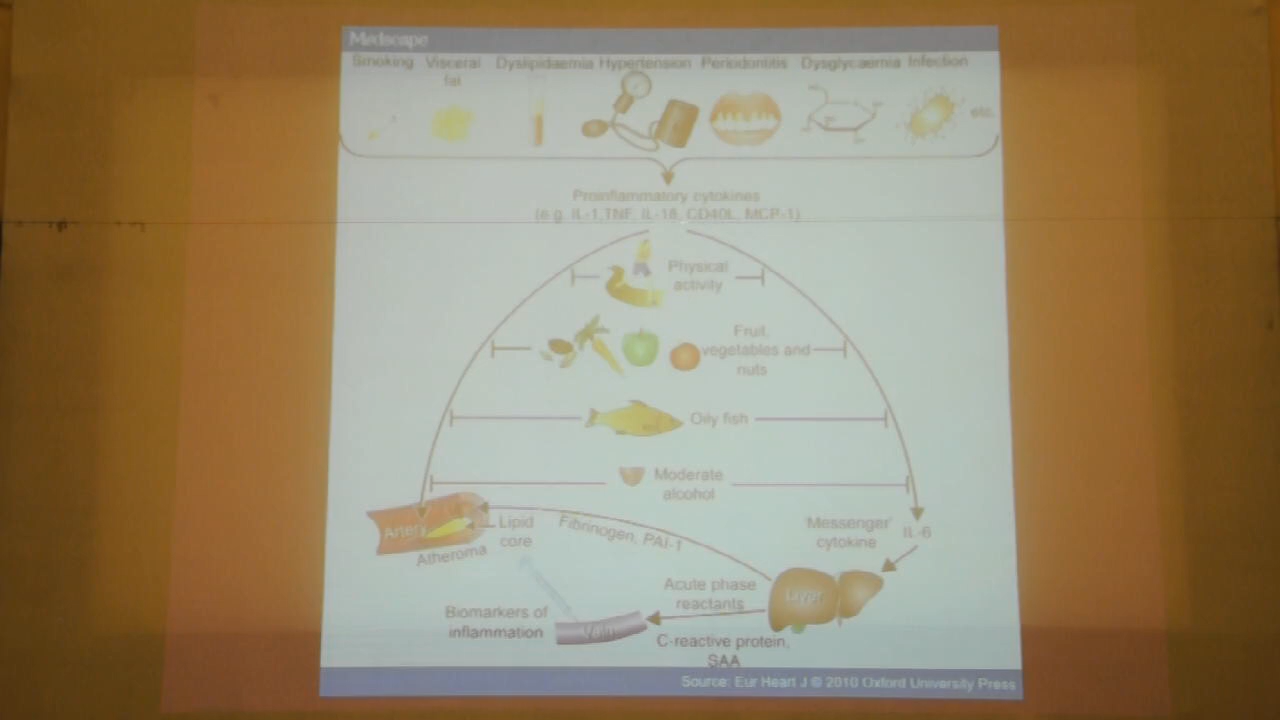 Medscape
Smoking Visceral fat Dyslipidaemia Hypertension Periodontitis Dysglycaemia Infection etc.
Proinflammatory cytokines
(e.g. IL-1,TNF, IL-18, CD40L, MCP-1)
Physical
activity
Fruit,
vegetables and
nuts
Oily fish
Moderate
alcohol
Artery
Atheroma
Lipid
core
Fibrinogen, PAI-1
'Messenger'
cytokine
IL-6
Liver
Acute phase
reactants
Biomarkers of
inflammation
Vein
C-reactive protein,
SAA
Source: Eur Heart J © 2010 Oxford University Press